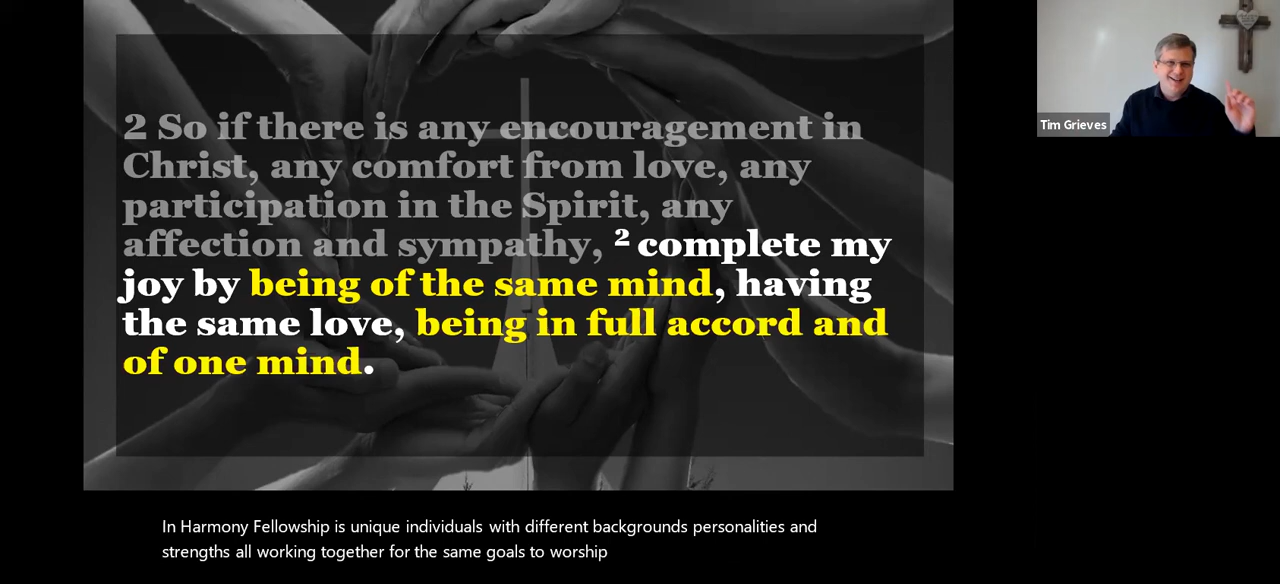 2 So if there is any encouragement in
Christ, any comfort from love, any
participation in the Spirit, any
affection and sympathy, ² complete my
joy by being of the same mind, having
the same love, being in full accord and
of one mind.
Tim Grieves
In Harmony Fellowship is unique individuals with different backgrounds personalities and
strengths all working together for the same goals to worship